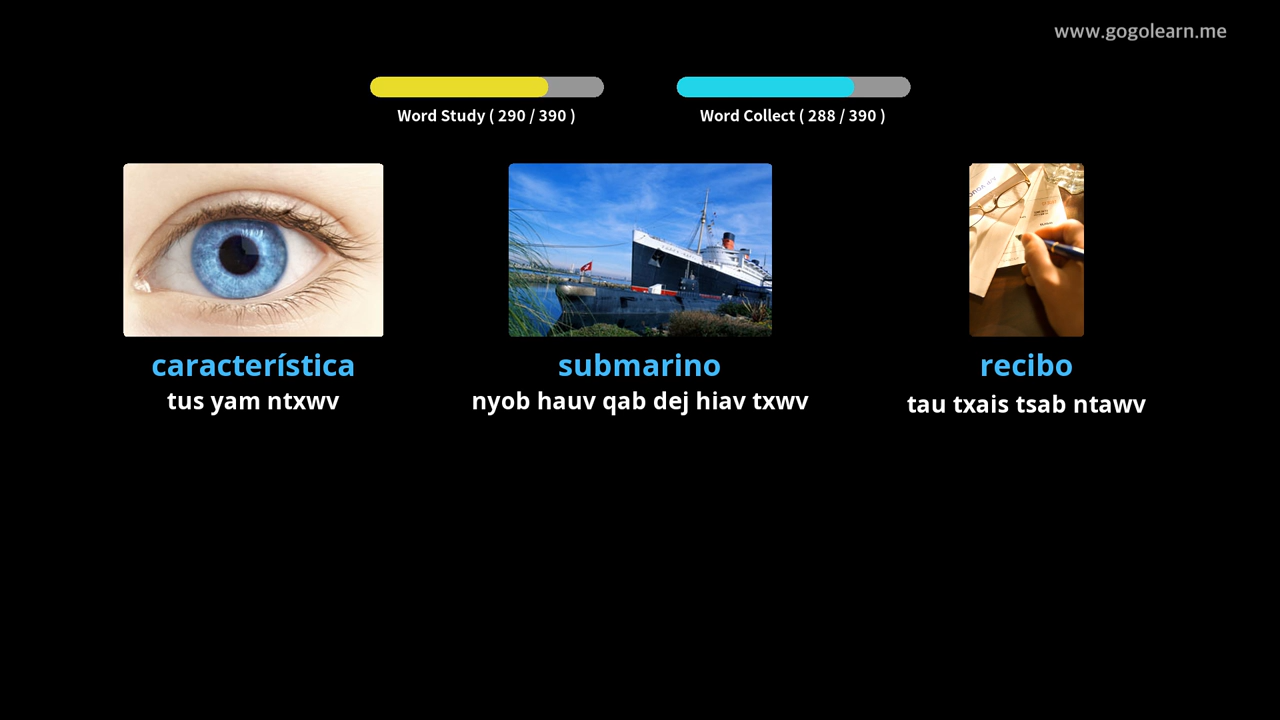 www.gogolearn.me
Word Study ( 290 / 390 )
Word Collect ( 288 / 390 )
característica
submarino
recibo
tus yam ntxwv
nyob hauv qab dej hiav txwv
tau txais tsab ntawv